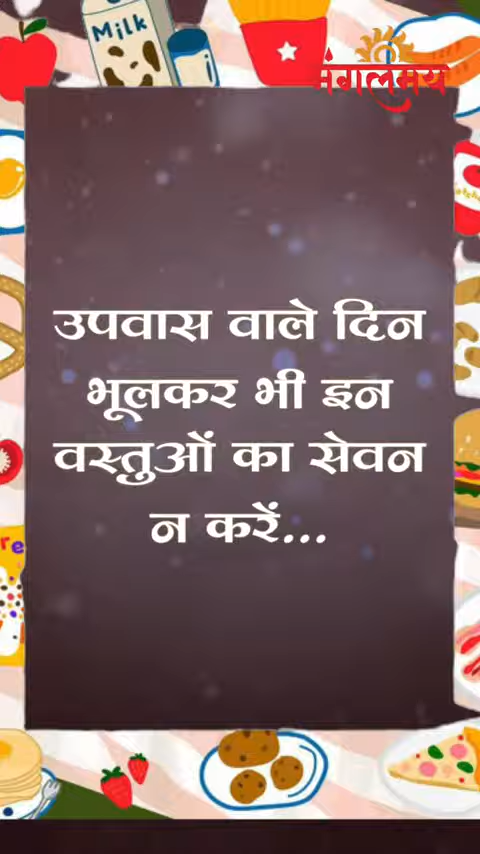 Milk
मंगलमय
उपवास वाले दिन
भूलकर भी इन
वस्तुओं का सेवन
न करें...